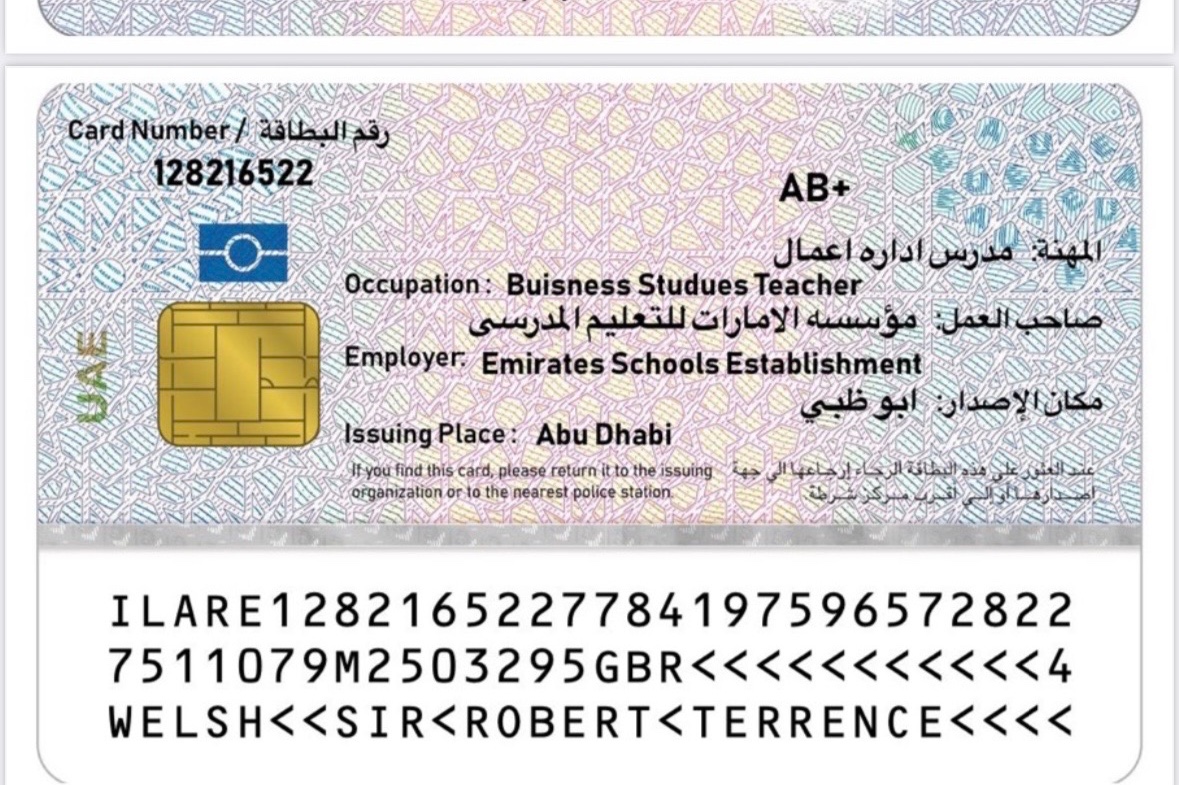 Card Number / رقم البطاقة
128216522
AB+
المهنة: مدرس اداره اعمال
Occupation: Buisness Studues Teacher
صاحب العمل: مؤسسه الامارات للتعليم المدرسى
Employer: Emirates Schools Establishment
مكان الإصدار: ابو ظبي
Issuing Place: Abu Dhabi
If you find this card, please return it to the issuing
organization or to the nearest police station.
عند العثور على هذه البطاقة الرجاء إرجاعها الى جهة
اصدارها أو الى اقرب مركز شرطة
UAE
ILARE1282165227784197596572822
7511079M2503295GBR<<<<<<<<<<<<4
WELSH<<SIR<ROBERT<TERRENCE<<<<